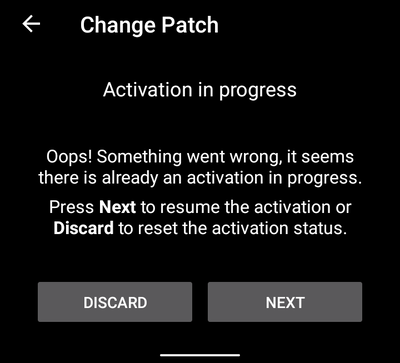 Change Patch
Activation in progress
Oops! Something went wrong, it seems
there is already an activation in progress.
Press Next to resume the activation or
Discard to reset the activation status.
DISCARD
NEXT